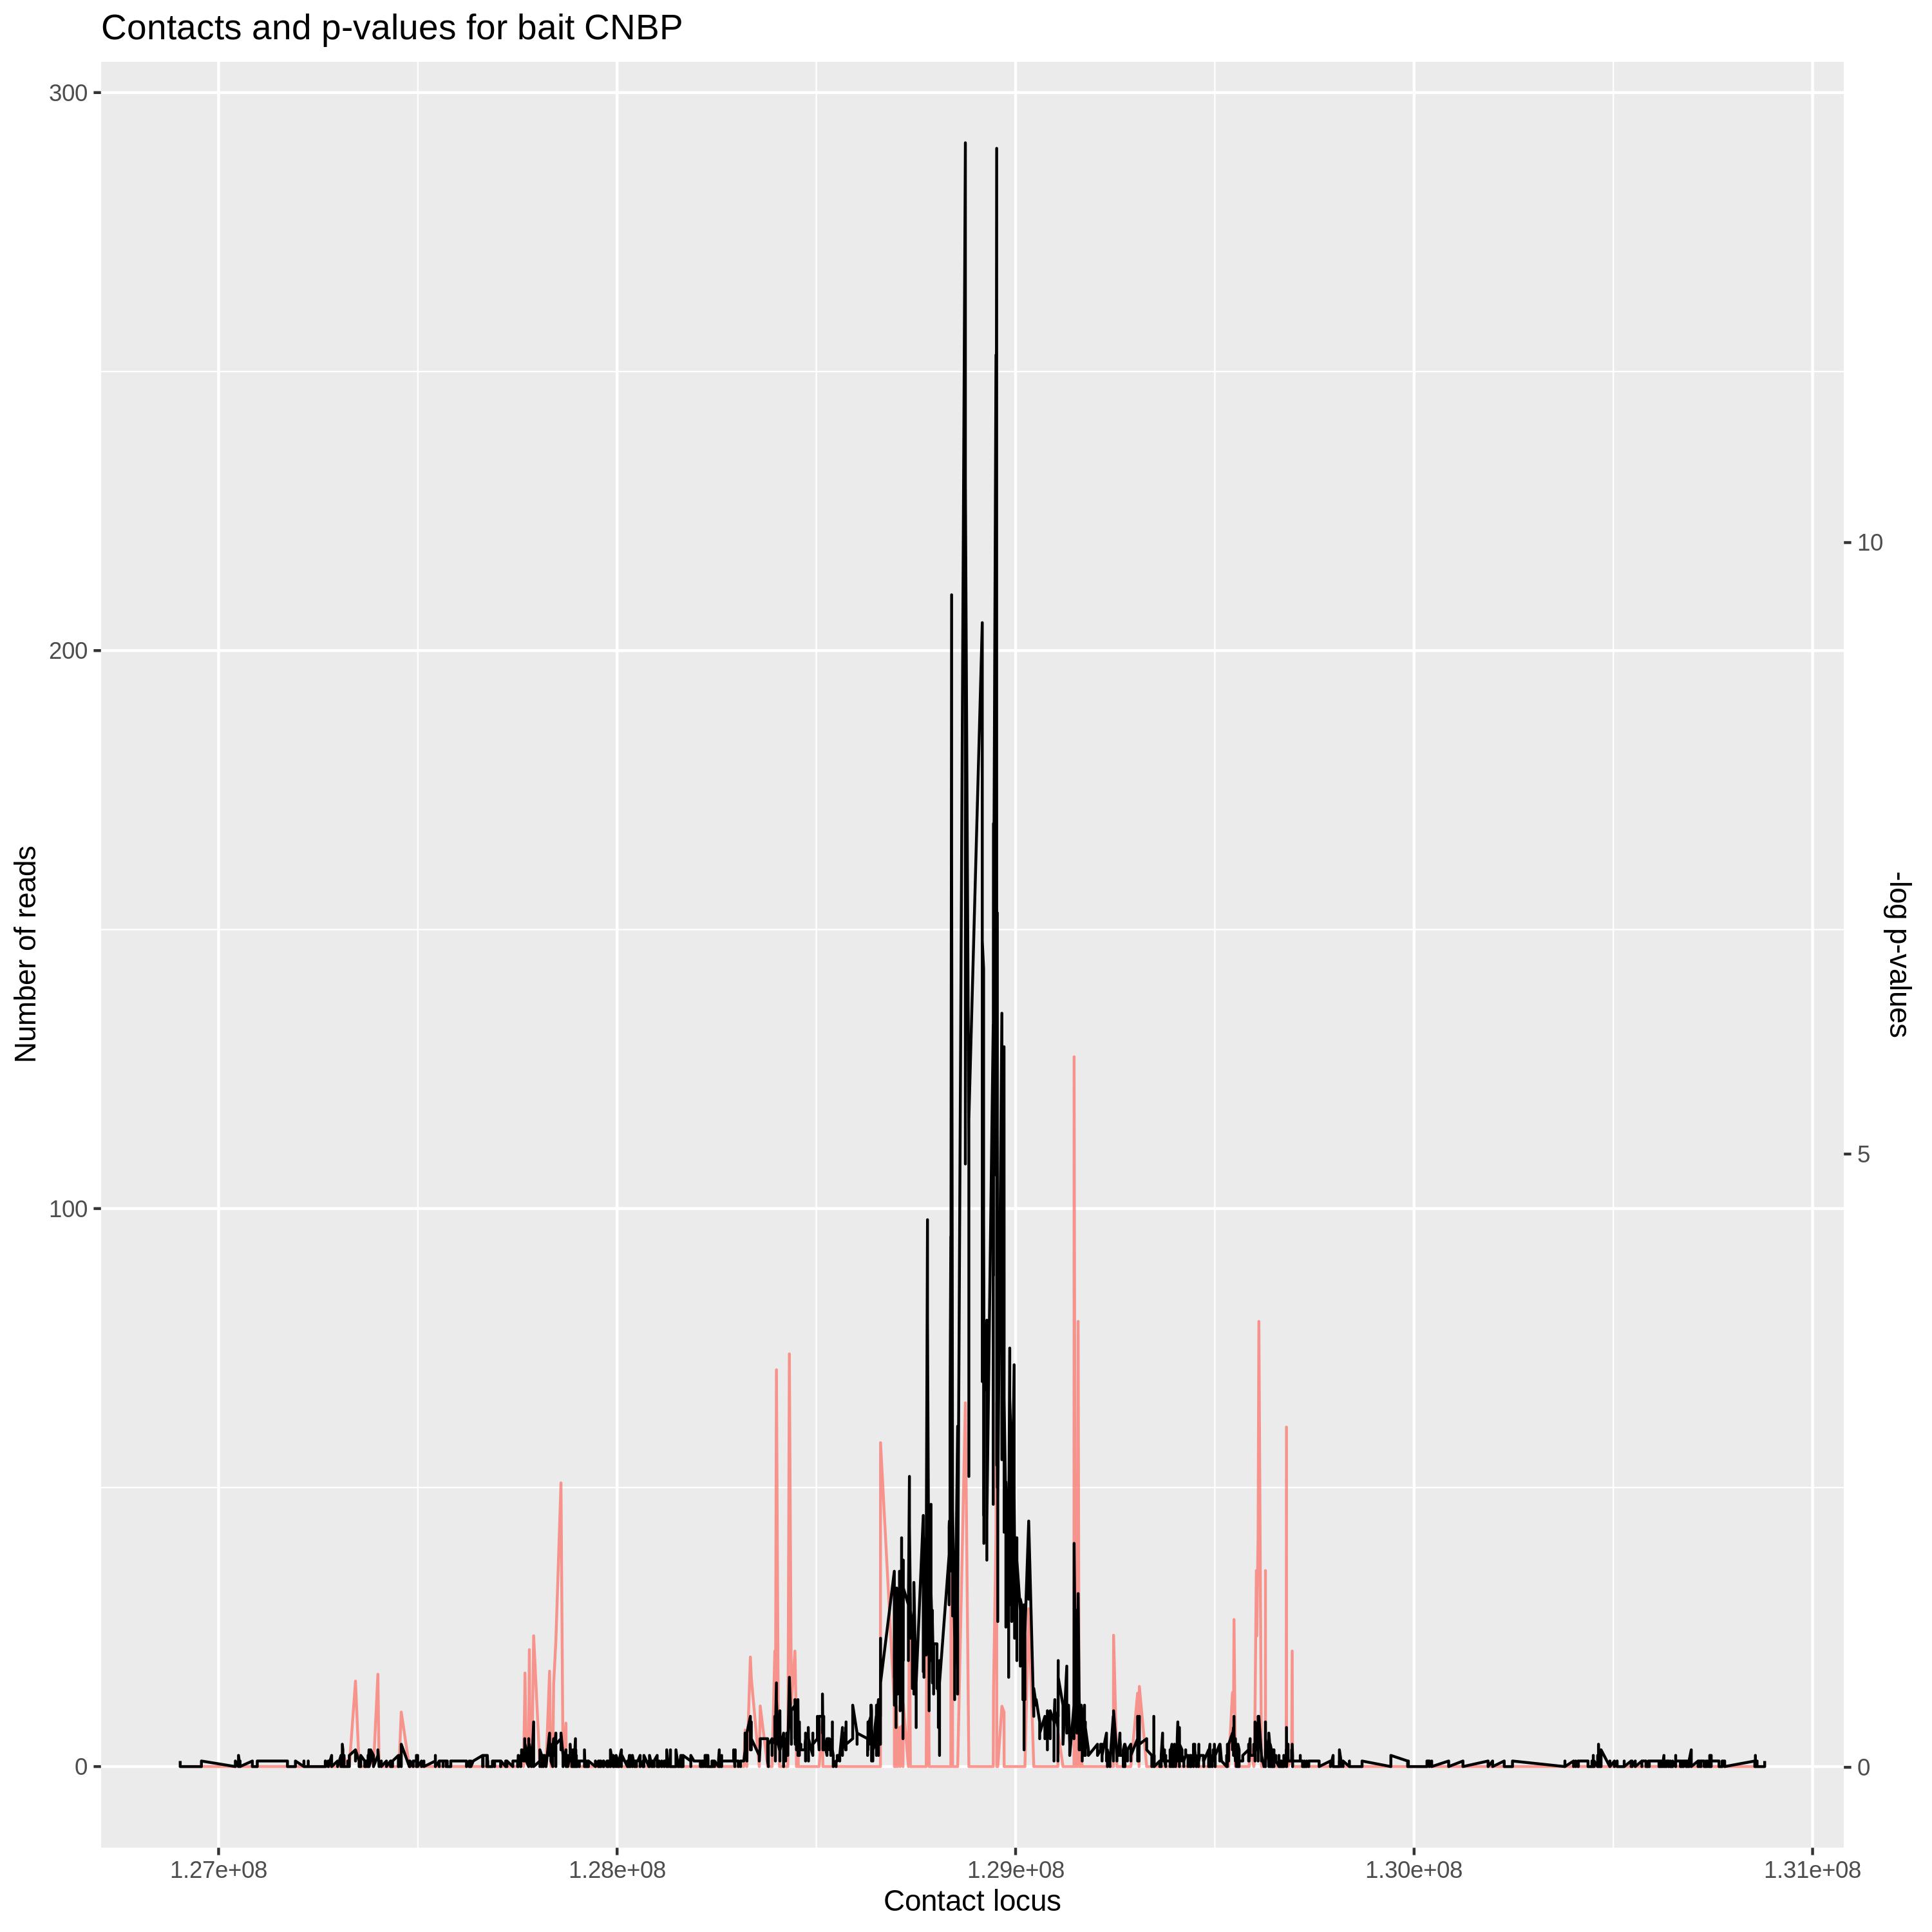 Contacts and p-values for bait CNBP
300
200
100
0
Number of reads
10
5
0
-log p-values
1.27e+08
1.28e+08
1.29e+08
1.30e+08
1.31e+08
Contact locus